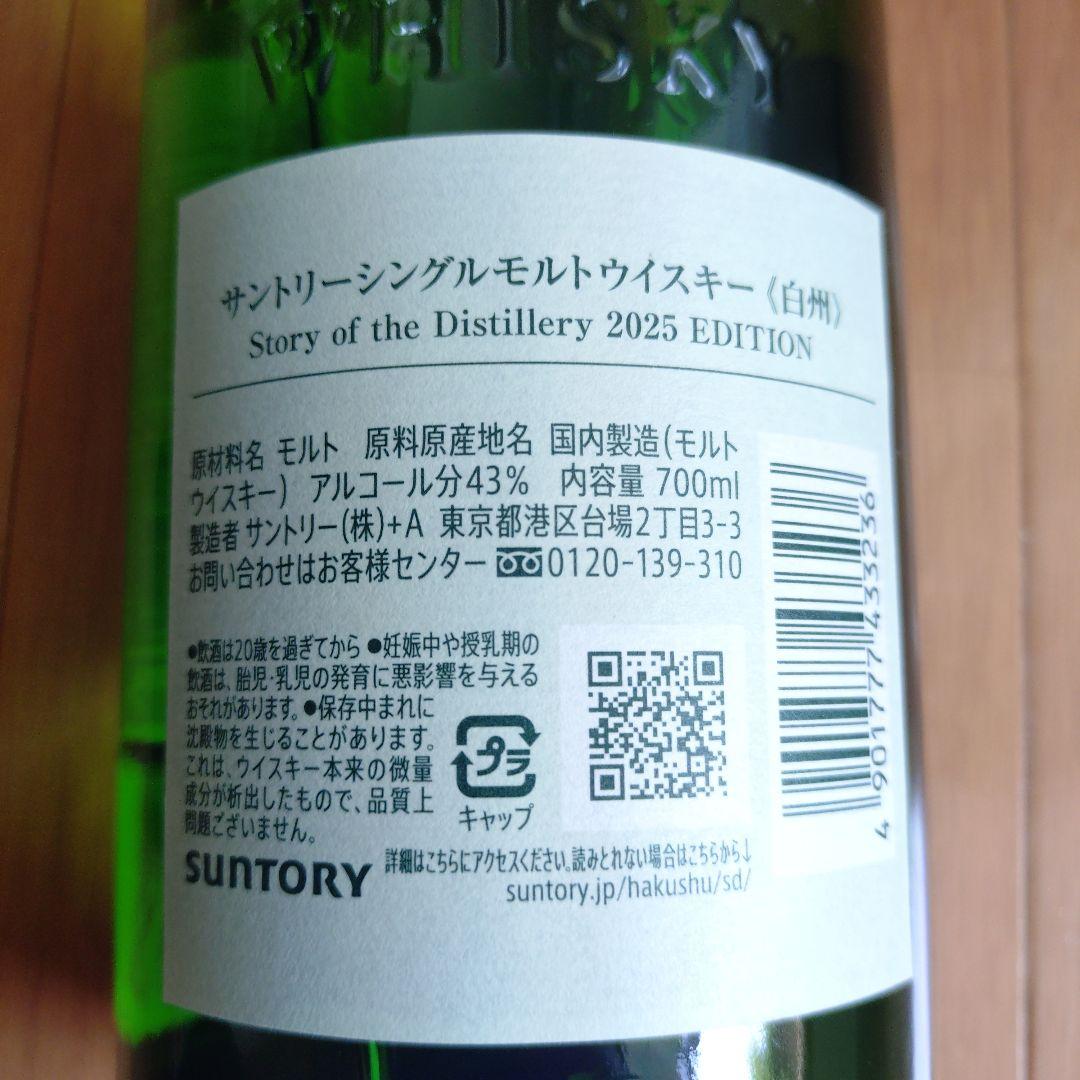 WHISKY
サントリーシングルモルトウイスキー《白州》
Story of the Distillery 2025 EDITION
原材料名 モルト 原料原産地名 国内製造(モルト
ウイスキー) アルコール分43% 内容量 700ml
製造者 サントリー(株)+A 東京都港区台場2丁目3-3
お問い合わせはお客様センター 0120-139-310
●飲酒は20歳を過ぎてから ●妊娠中や授乳期の
飲酒は、胎児・乳児の発育に悪影響を与える
おそれがあります。●保存中まれに
沈殿物を生じることがあります。
これは、ウイスキー本来の微量
成分が析出したもので、品質上
問題ございません。
プラ
キャップ
SUNTORY
詳細はこちらにアクセスください。読みとれない場合はこちらから↓
suntory.jp/hakushu/sd/
4 901777 433236